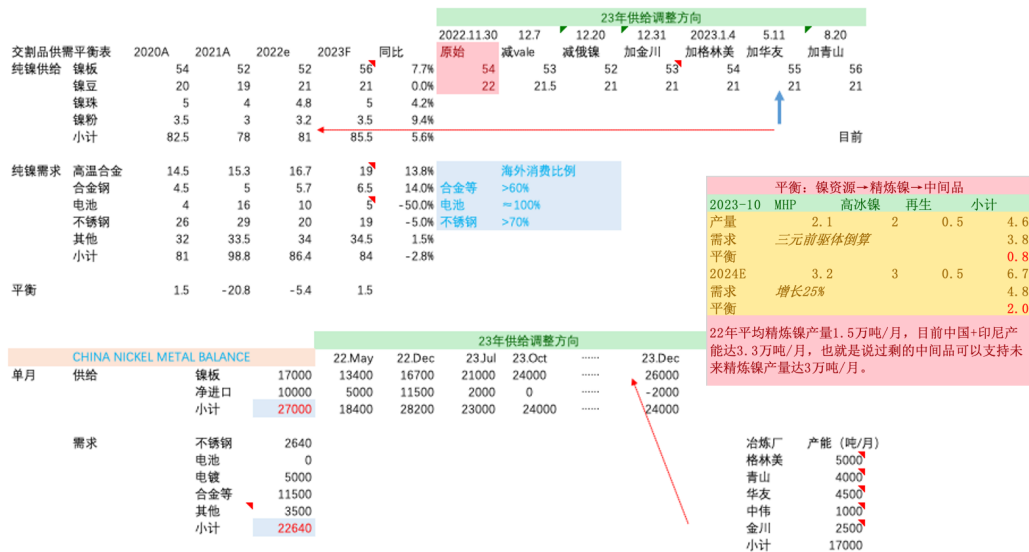 23年供给调整方向
2022.11.30 12.7 12.20 12.31 2023.1.4 5.11 8.20
交割品供需平衡表 2020A 2021A 2022e 2023F 同比 原始 减vale 减俄镍 加金川 加格林美 加华友 加青山
纯镍供给 镍板 54 52 52 56 7.7% 54 53 52 53 54 55 56
镍豆 20 19 21 21 0.0% 22 21.5 21 21 21 21 21
镍珠 5 4 4.8 5 4.2%
镍粉 3.5 3 3.2 3.5 9.4%
小计 82.5 78 81 85.5 5.6% 目前
纯镍需求 高温合金 14.5 15.3 16.7 19 13.8% 海外消费比例
合金钢 4.5 5 5.7 6.5 14.0% 合金等 >60%
电池 4 16 10 5 -50.0% 电池 ≈100%
不锈钢 26 29 20 19 -5.0% 不锈钢 >70%
其他 32 33.5 34 34.5 1.5%
小计 81 98.8 86.4 84 -2.8%
平衡 1.5 -20.8 -5.4 1.5
平衡：镍资源→精炼镍→中间品
2023-10 MHP 高冰镍 再生 小计
产量 2.1 2 0.5 4.6
需求 三元前驱体倒算 3.8
平衡 0.8
2024E 3.2 3 0.5 6.7
需求 增长25% 4.8
平衡 2.0
22年平均精炼镍产量1.5万吨/月，目前中国+印尼产
能达3.3万吨/月，也就是说过剩的中间品可以支持未
来精炼镍产量达3万吨/月。
23年供给调整方向
CHINA NICKEL METAL BALANCE 22.May 22.Dec 23.Jul 23.Oct ······ 23.Dec
单月 供给 镍板 17000 13400 16700 21000 24000 ······ 26000
净进口 10000 5000 11500 2000 0 ······ -2000
小计 27000 18400 28200 23000 24000 ······ 24000
需求 不锈钢 2640
电池 0
电镀 5000
合金等 11500
其他 3500
小计 22640
冶炼厂 产能（吨/月）
格林美 5000
青山 4000
华友 4500
中伟 1000
金川 2500
小计 17000